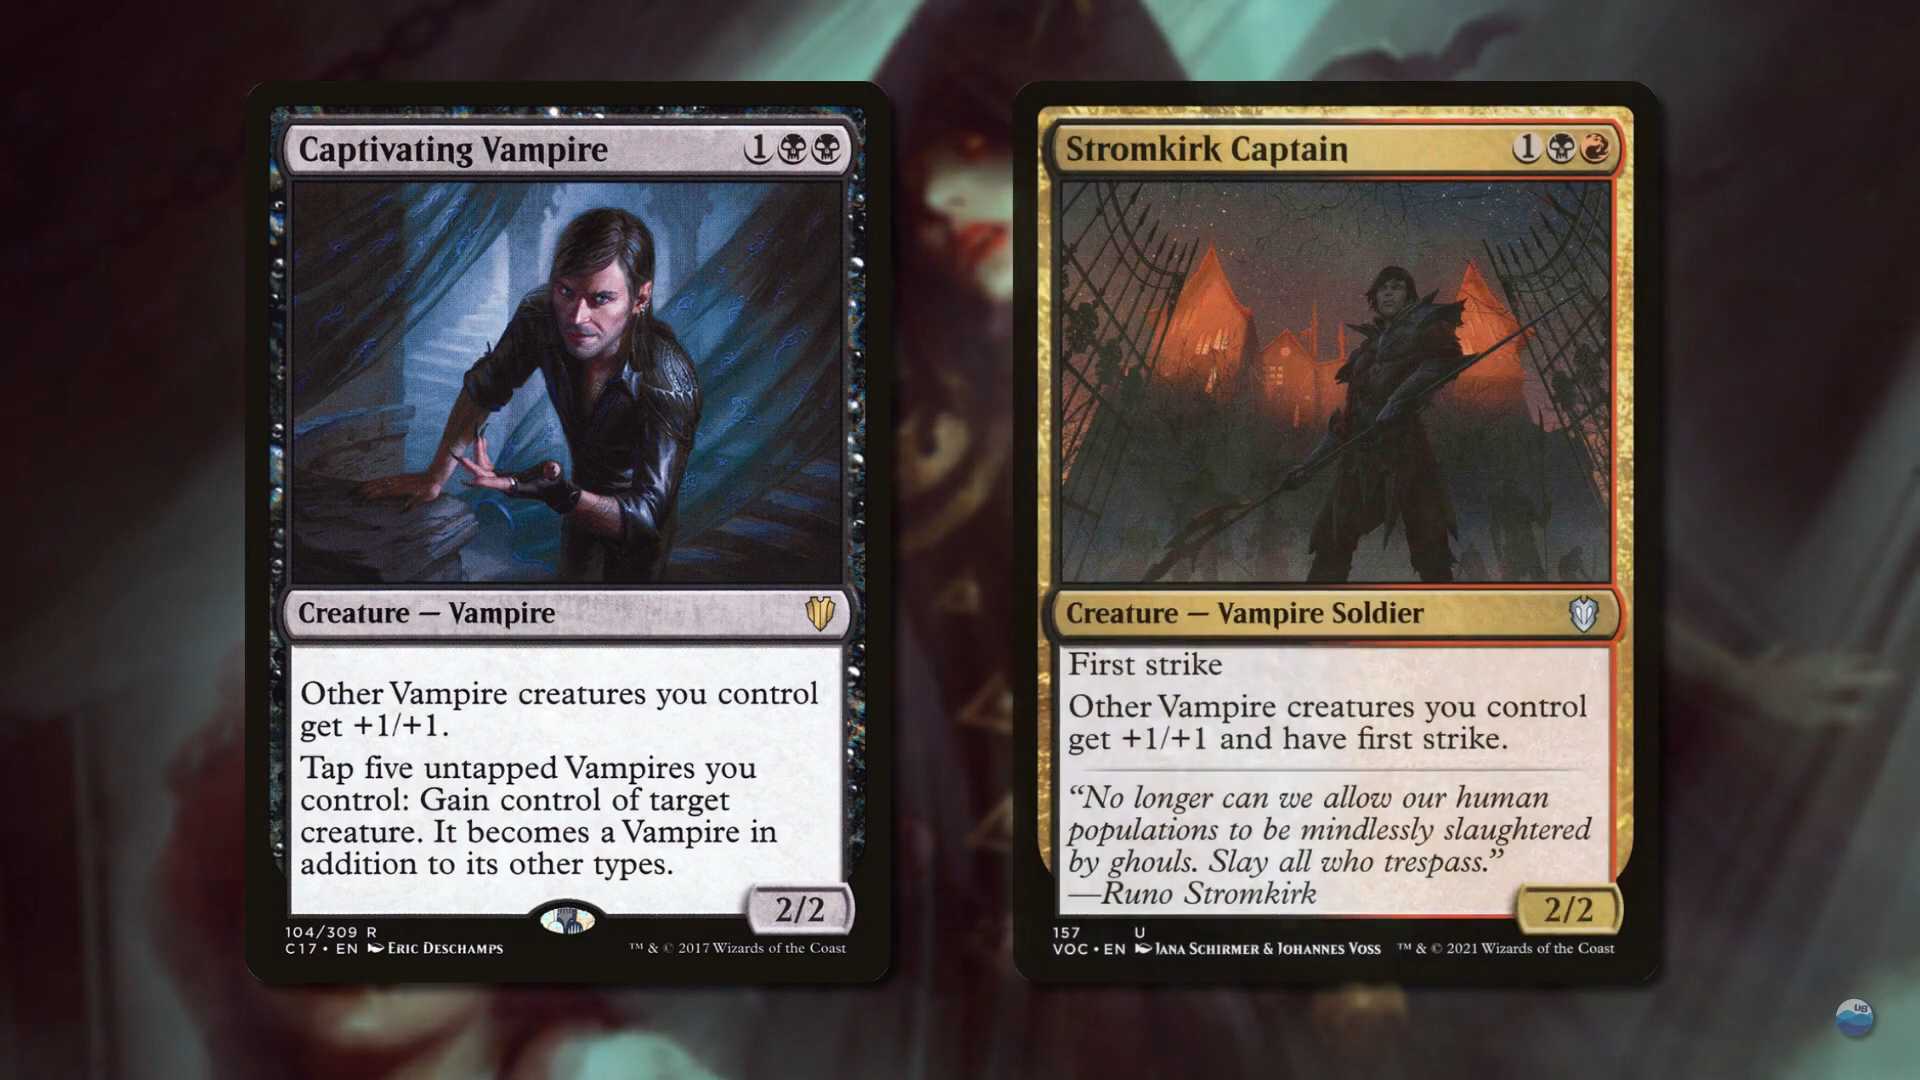 Captivating Vampire
1
Creature — Vampire
Other Vampire creatures you control
get +1/+1.
Tap five untapped Vampires you
control: Gain control of target
creature. It becomes a Vampire in
addition to its other types.
2/2
104/309 R
C17 • EN Eric Deschamps
™ & © 2017 Wizards of the Coast
Stromkirk Captain
1
Creature — Vampire Soldier
First strike
Other Vampire creatures you control
get +1/+1 and have first strike.
“No longer can we allow our human
populations to be mindlessly slaughtered
by ghouls. Slay all who trespass.”
—Runo Stromkirk
2/2
157 U
VOC • EN Jana Schirmer & Johannes Voss
™ & © 2021 Wizards of the Coast